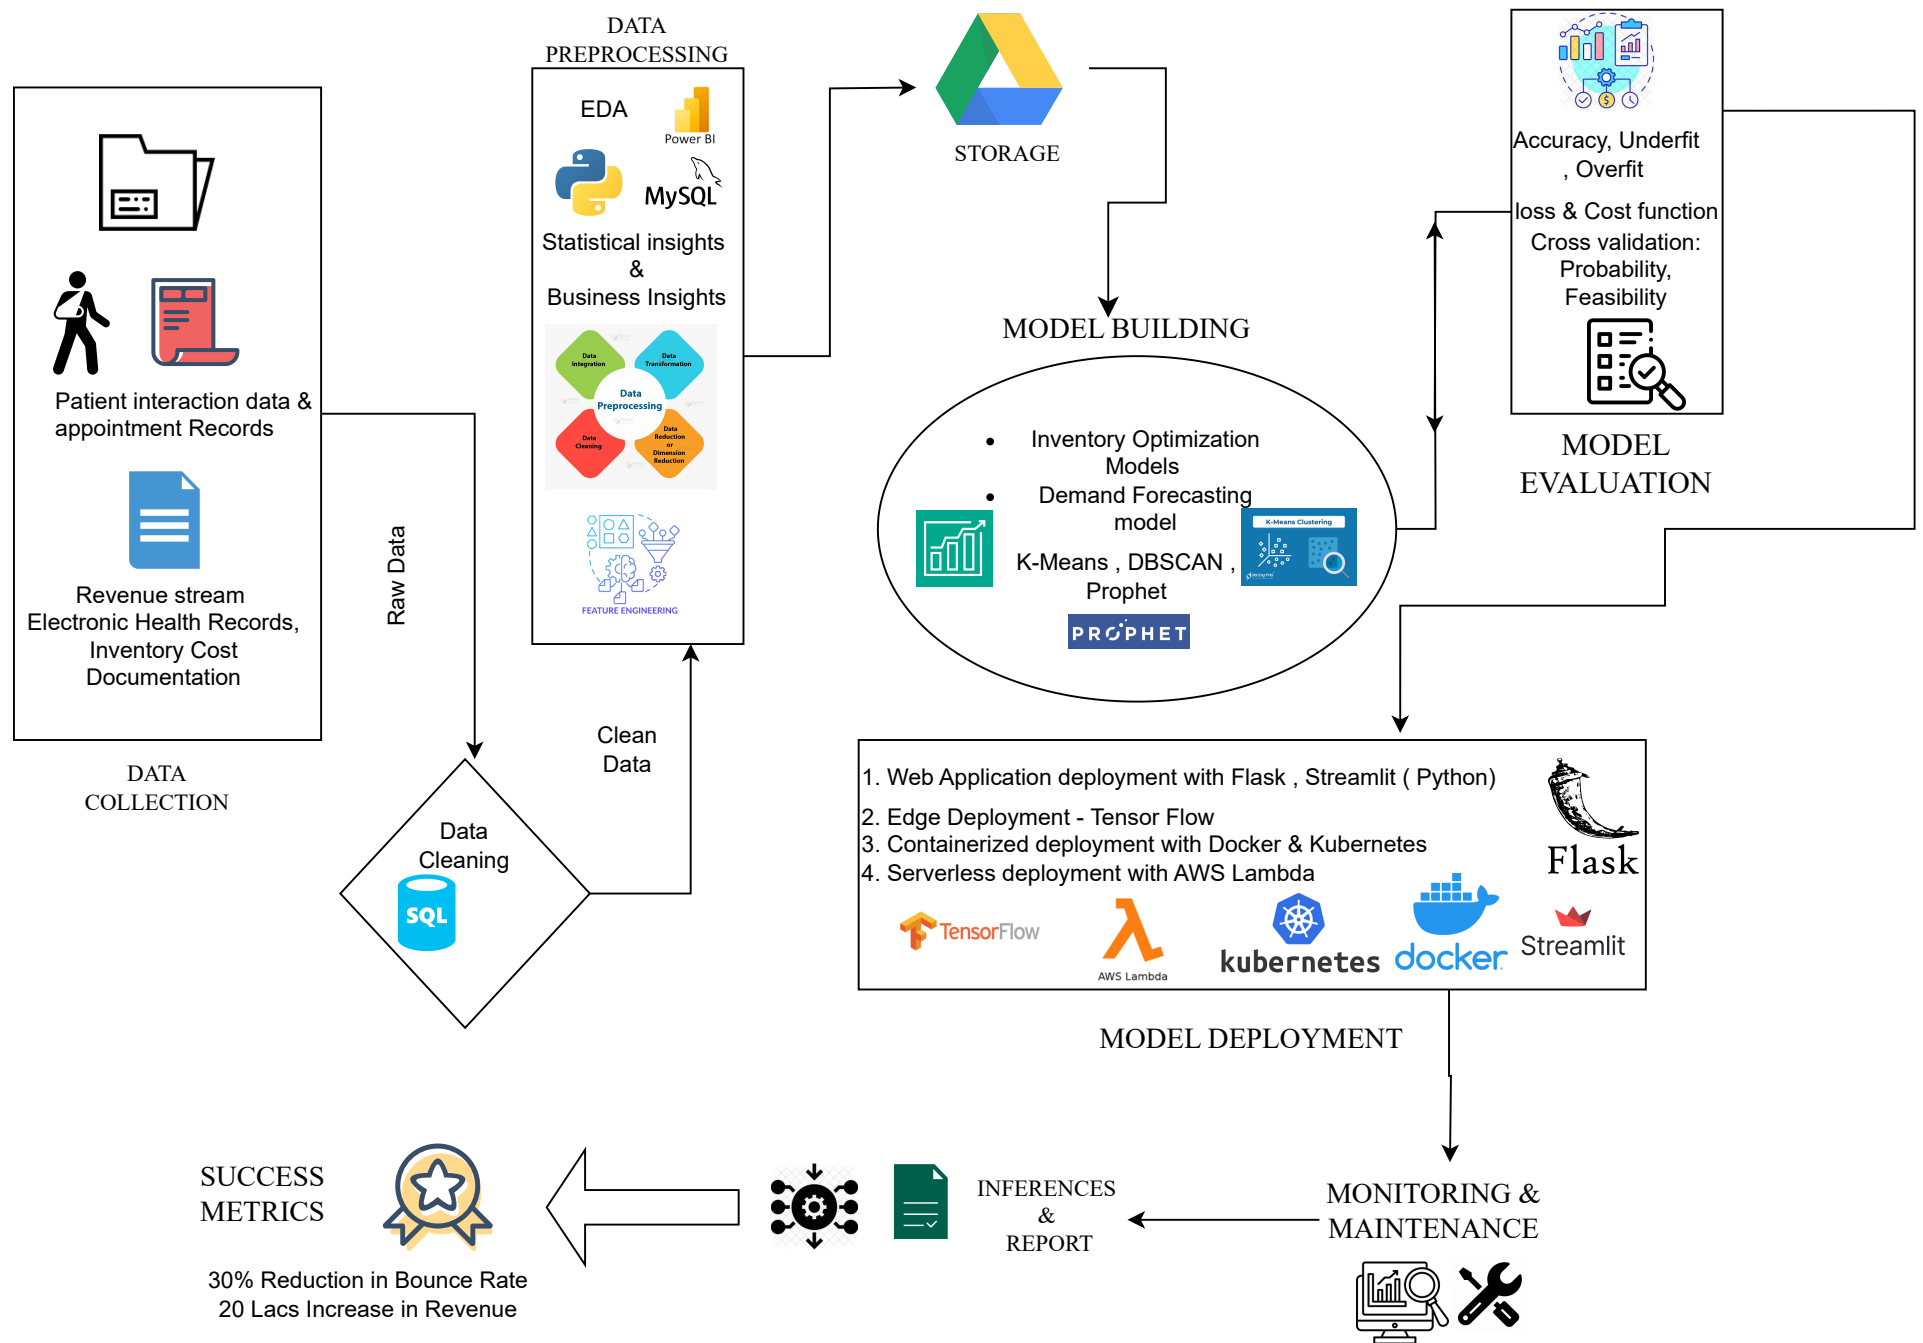 DATA
COLLECTION
Patient interaction data &
appointment Records
Revenue stream
Electronic Health Records,
Inventory Cost
Documentation
Raw Data
Data
Cleaning
SQL
Clean
Data
DATA
PREPROCESSING
EDA
Power BI
MySQL
Statistical insights
&
Business Insights
Data
Integration
Data
Transformation
Data
Preprocessing
Data
Cleaning
Data
Reduction
or
Dimension
Reduction
FEATURE ENGINEERING
STORAGE
MODEL BUILDING
• Inventory Optimization
Models
• Demand Forecasting
model
K-Means Clustering
K-Means , DBSCAN ,
Prophet
PROPHET
Accuracy, Underfit
, Overfit
loss & Cost function
Cross validation:
Probability,
Feasibility
MODEL
EVALUATION
1. Web Application deployment with Flask , Streamlit ( Python)
2. Edge Deployment - Tensor Flow
3. Containerized deployment with Docker & Kubernetes
4. Serverless deployment with AWS Lambda
Flask
TensorFlow
AWS Lambda
kubernetes
docker
Streamlit
MODEL DEPLOYMENT
MONITORING &
MAINTENANCE
INFERENCES
&
REPORT
SUCCESS
METRICS
30% Reduction in Bounce Rate
20 Lacs Increase in Revenue